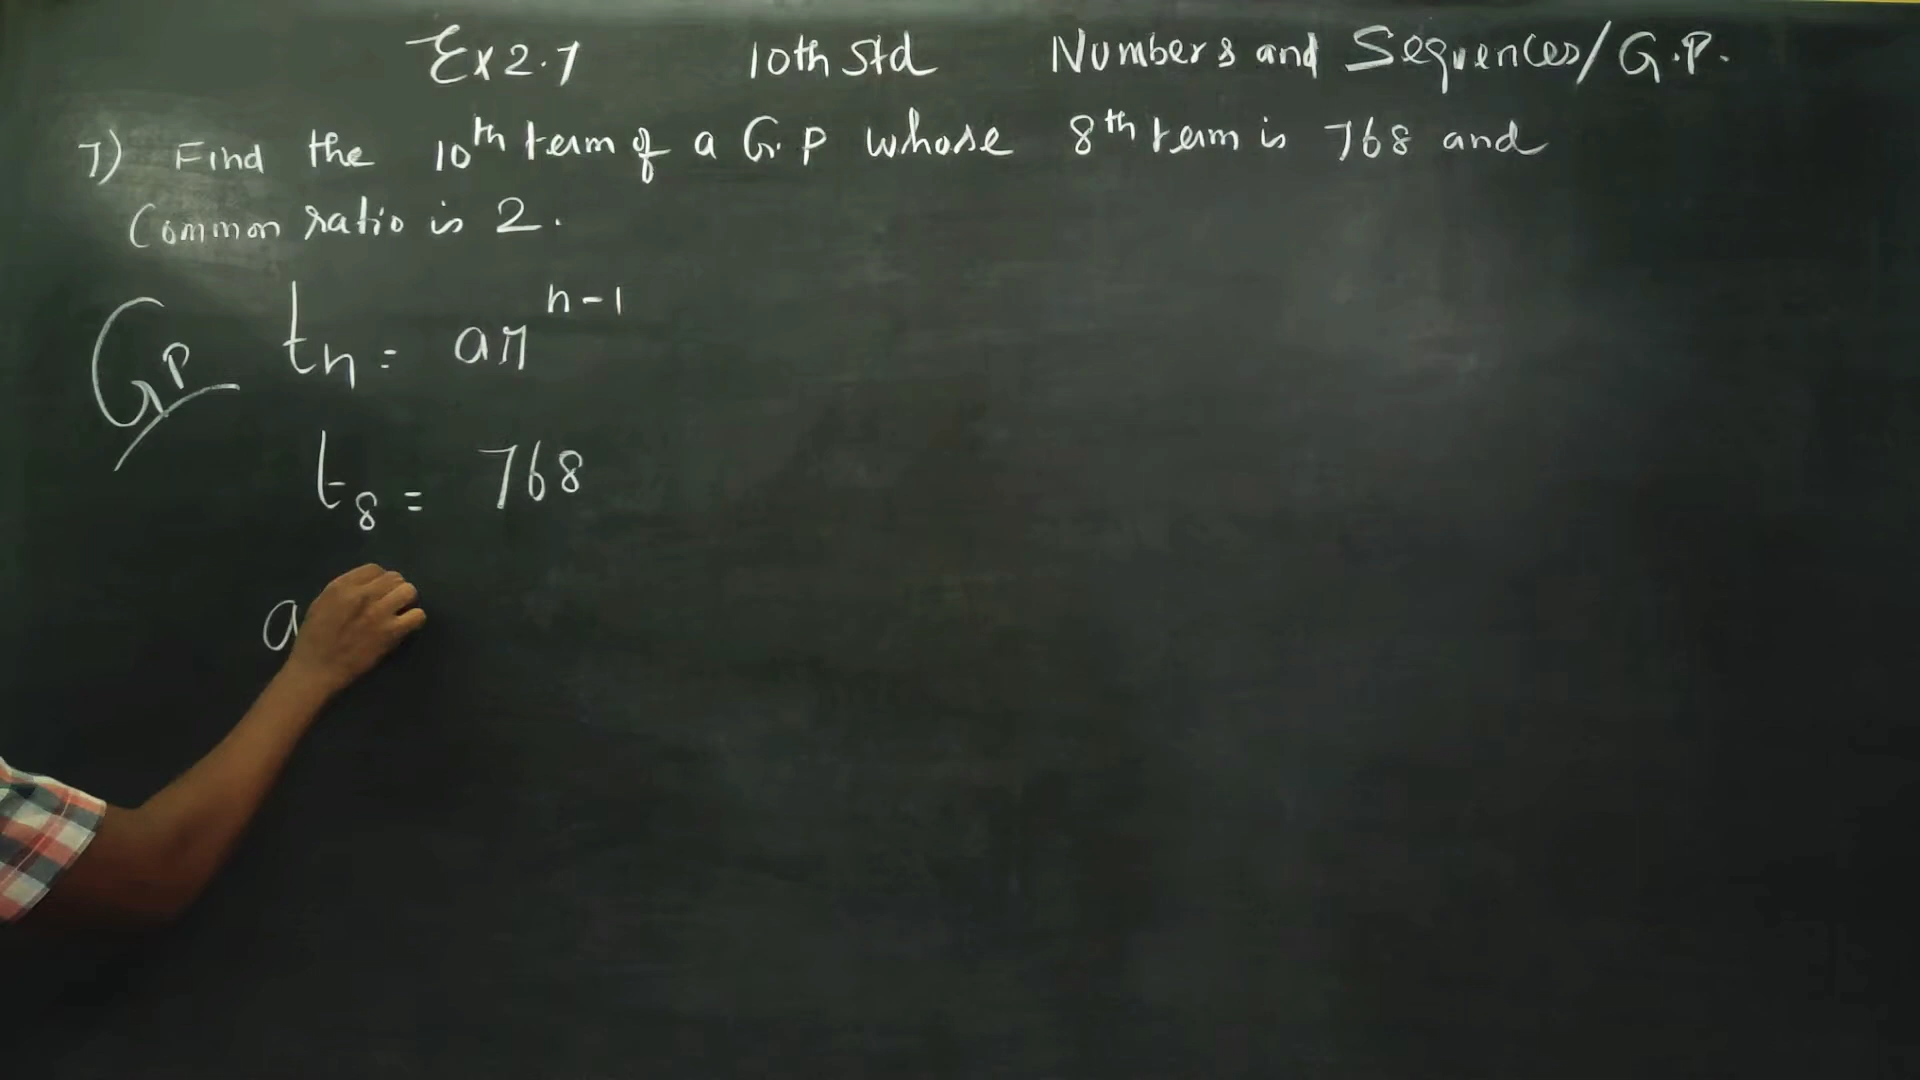 Ex 2.7 10th Std Numbers and Sequences/G.P.
7) Find the 10th term of a G.P whose 8th term is 768 and
Common ratio is 2.
GP tn = ar^n-1
t8 = 768
a